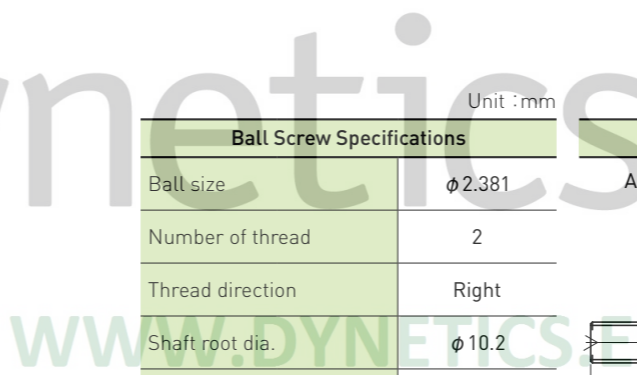 Unit : mm
Ball Screw Specifications
Ball size φ2.381
A
Number of thread 2
Thread direction Right
Shaft root dia. φ10.2
netics
WWW.DYNETICS.E